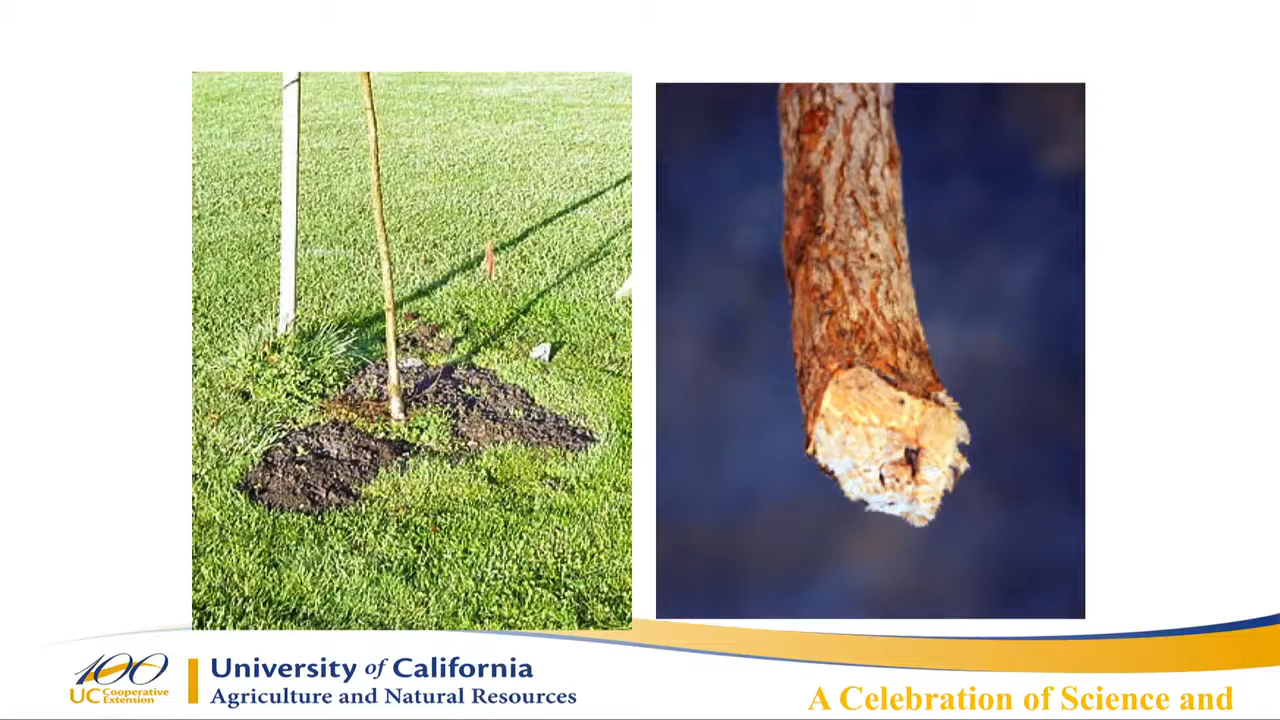 100
UC Cooperative
Extension
University of California
Agriculture and Natural Resources
A Celebration of Science and